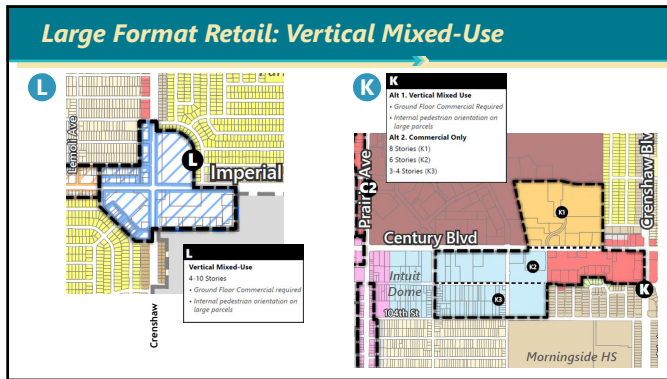 Large Format Retail: Vertical Mixed-Use
L
Lemoli Ave
L
Imperial
Crenshaw
L
Vertical Mixed-Use
4-10 Stories
• Ground Floor Commercial required
• Internal pedestrian orientation on
large parcels
K
K
Alt 1. Vertical Mixed Use
• Ground Floor Commercial Required
• Internal pedestrian orientation on
large parcels
Alt 2. Commercial Only
8 Stories (K1)
6 Stories (K2)
3-4 Stories (K3)
Prairie Ave
C2
Crenshaw Blv
K1
Century Blvd
K2
Intuit
Dome
K3
K
104th St
Morningside HS